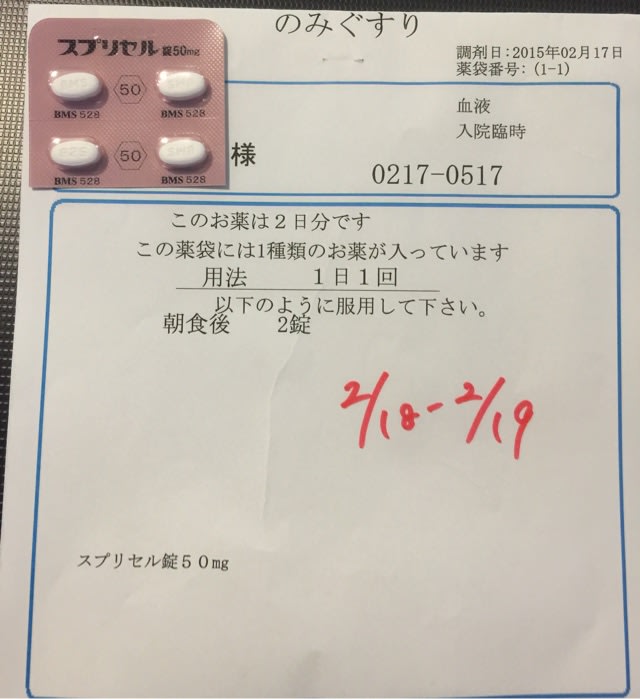 のみぐすり
調剤日:2015年02月17日
薬袋番号:(1-1)
スプリセル 錠50mg
50
BMS 528
BMS 528
50
BMS 528
BMS 528
血液
入院臨時
様
0217-0517
このお薬は２日分です
この薬袋には1種類のお薬が入っています
用法 １日１回
以下のように服用して下さい。
朝食後 2錠
2/18-2/19
スプリセル錠５０mg